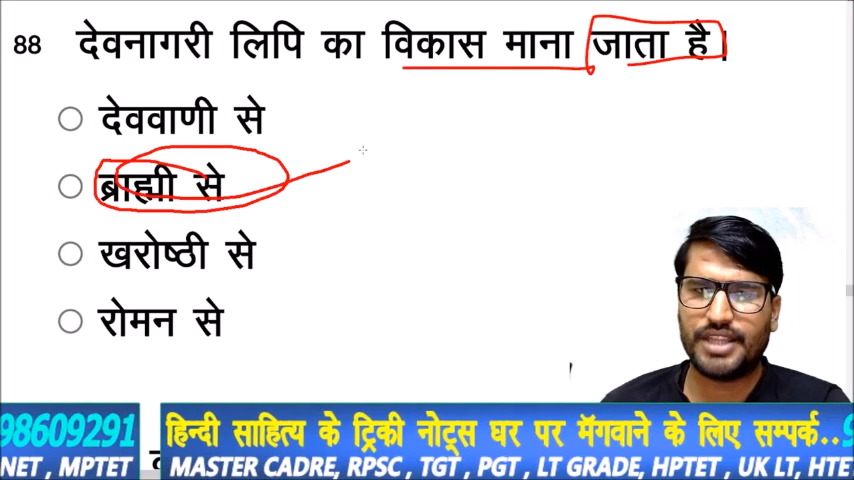 88 देवनागरी लिपि का विकास माना जाता है।
देववाणी से
ब्राह्मी से
खरोष्ठी से
रोमन से
98609291 हिन्दी साहित्य के ट्रिकी नोट्स घर पर मॅगवाने के लिए सम्पर्क..9
NET , MPTET MASTER CADRE, RPSC , TGT , PGT , LT GRADE, HPTET , UK LT, HTE